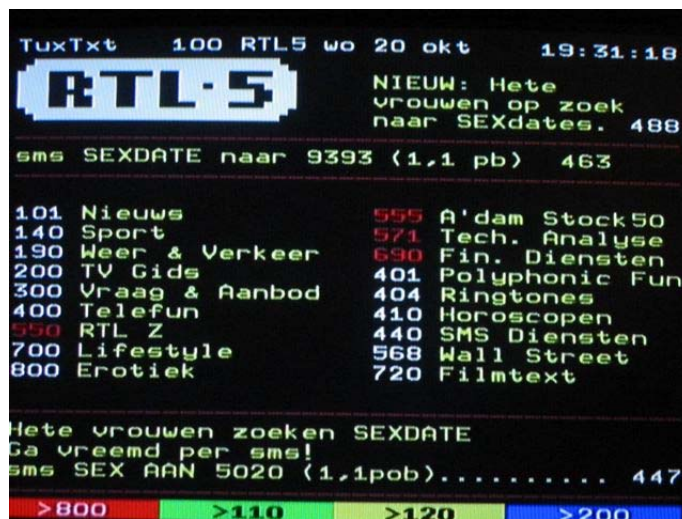 TuxTxt 100 RTL5 wo 20 okt 19:31:18
RTL·5
NIEUW: Hete
vrouwen op zoek
naar SEXdates. 488
sms SEXDATE naar 9393 (1,1 pb) 463
101 Nieuws 555 A'dam Stock50
140 Sport 571 Tech. Analyse
190 Weer & Verkeer 690 Fin. Diensten
200 TV Gids 401 Polyphonic Fun
300 Vraag & Aanbod 404 Ringtones
400 Telefun 410 Horoscopen
550 RTL Z 440 SMS Diensten
700 Lifestyle 568 Wall Street
800 Erotiek 720 Filmtext
Hete vrouwen zoeken SEXDATE
Ga vreemd per sms!
sms SEX AAN 5020 (1,1pob).......... 447
>800 >110 >120 >200